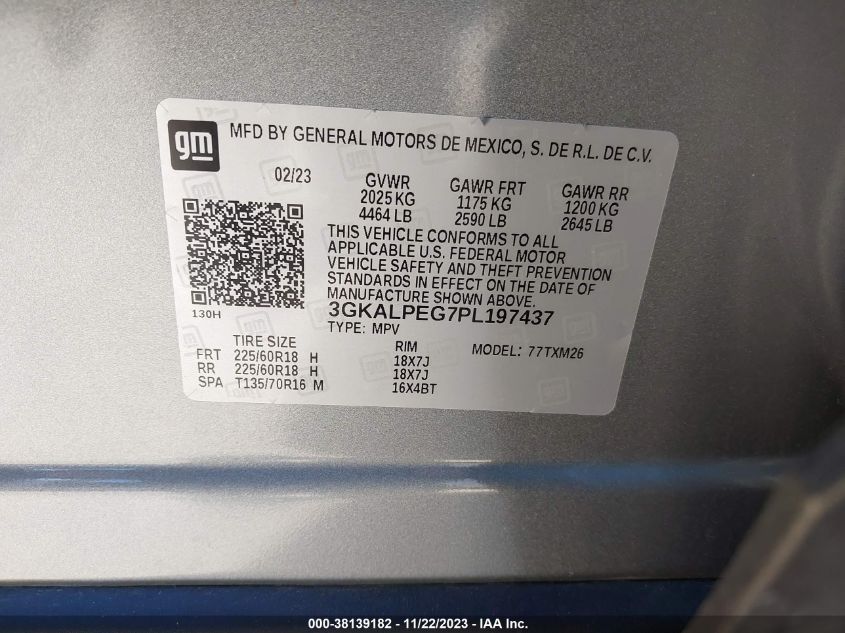 gm MFD BY GENERAL MOTORS DE MEXICO, S. DE R.L. DE C.V.
02/23 GVWR GAWR FRT GAWR RR
2025 KG 1175 KG 1200 KG
4464 LB 2590 LB 2645 LB
THIS VEHICLE CONFORMS TO ALL
APPLICABLE U.S. FEDERAL MOTOR
VEHICLE SAFETY AND THEFT PREVENTION
STANDARDS IN EFFECT ON THE DATE OF
MANUFACTURE SHOWN ABOVE.
130H 3GKALPEG7PL197437
TYPE: MPV
TIRE SIZE RIM MODEL: 77TXM26
FRT 225/60R18 H 18X7J
RR 225/60R18 H 18X7J
SPA T135/70R16 M 16X4BT
000-38139182 - 11/22/2023 - IAA, Inc.